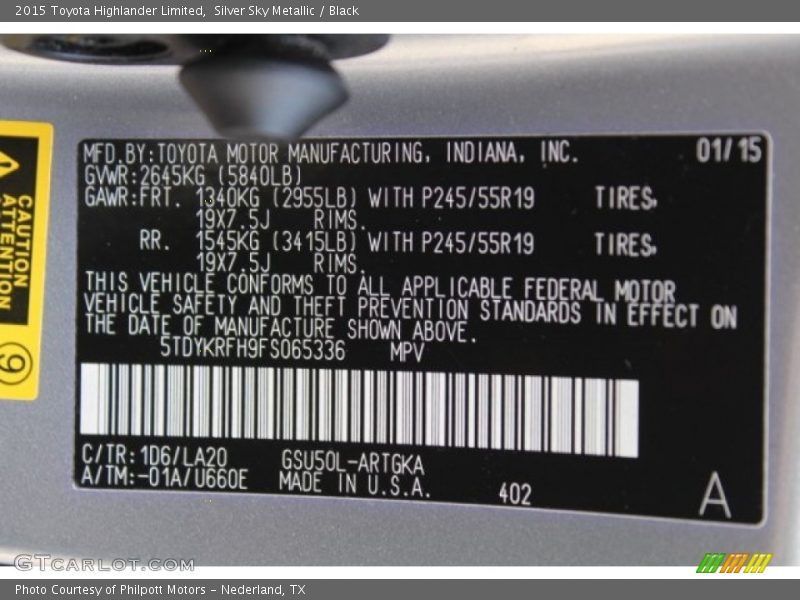 2015 Toyota Highlander Limited, Silver Sky Metallic / Black
MFD.BY:TOYOTA MOTOR MANUFACTURING, INDIANA, INC. 01/15
GVWR:2645KG (5840LB)
GAWR:FRT. 1340KG (2955LB) WITH P245/55R19 TIRES,
19X7.5J RIMS.
RR. 1545KG (3415LB) WITH P245/55R19 TIRES,
19X7.5J RIMS.
THIS VEHICLE CONFORMS TO ALL APPLICABLE FEDERAL MOTOR
VEHICLE SAFETY AND THEFT PREVENTION STANDARDS IN EFFECT ON
THE DATE OF MANUFACTURE SHOWN ABOVE.
5TDYKRFH9FS065336 MPV
C/TR:1D6/LA20 GSU50L-ARTGKA
A/TM:-01A/U660E MADE IN U.S.A. 402 A
CAUTION
ATTENTION
9
GTCARLOT.COM
Photo Courtesy of Philpott Motors - Nederland, TX